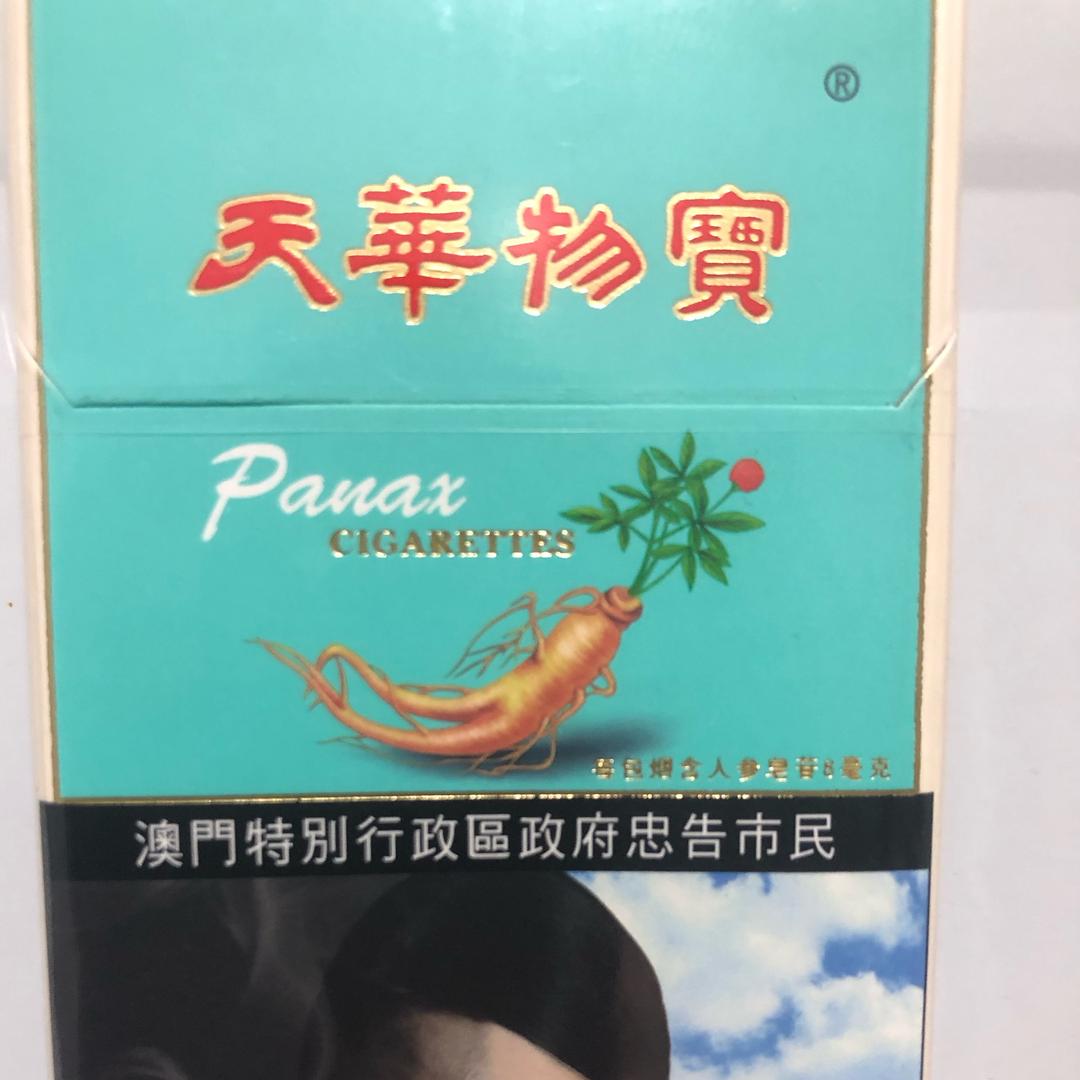 ®
天華物寶
Panax
CIGARETTES
每包烟含人參皂苷8毫克
澳門特別行政區政府忠告市民